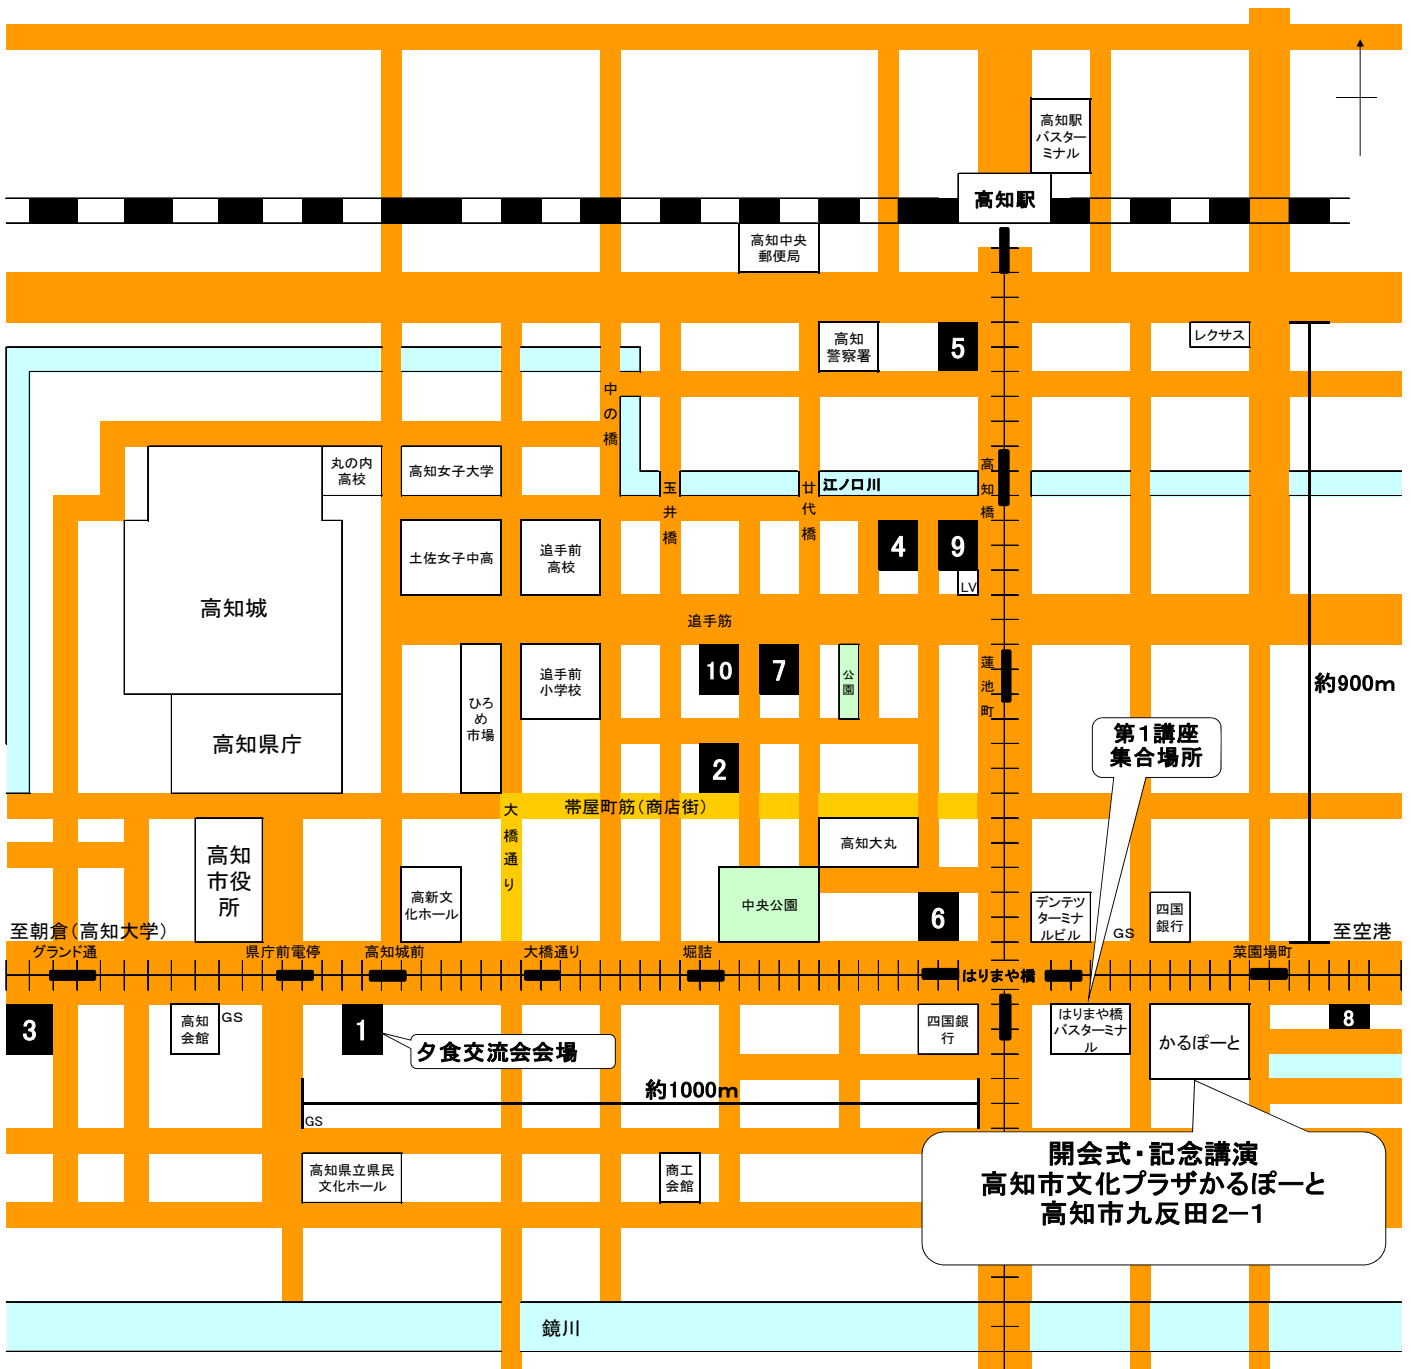 高知駅
バスター
ミナル
高知駅
高知中央
郵便局
高知
警察署
5
レクサス
中の橋
丸の内
高校
高知女子大学
玉井橋
廿代橋
江ノ口川
高知橋
土佐女子中高
追手前
高校
4
9
LV
高知城
追手筋
ひろ
め
市場
追手前
小学校
10
7
公
園
蓮池町
約900m
高知県庁
2
第1講座
集合場所
大橋通り
帯屋町筋(商店街)
高知
市役
所
高知大丸
高新文
化ホール
中央公園
6
デンテツ
ターミナ
ルビル
GS
四国
銀行
至朝倉(高知大学)
至空港
グランド通
県庁前電停
高知城前
大橋通り
堀詰
はりまや橋
菜園場町
3
高知
会館
GS
1
夕食交流会会場
四国銀
行
はりまや橋
バスターミナ
ル
かるぽーと
8
約1000m
GS
高知県立県民
文化ホール
商工
会館
開会式・記念講演
高知市文化プラザかるぽーと
高知市九反田2-1
鏡川